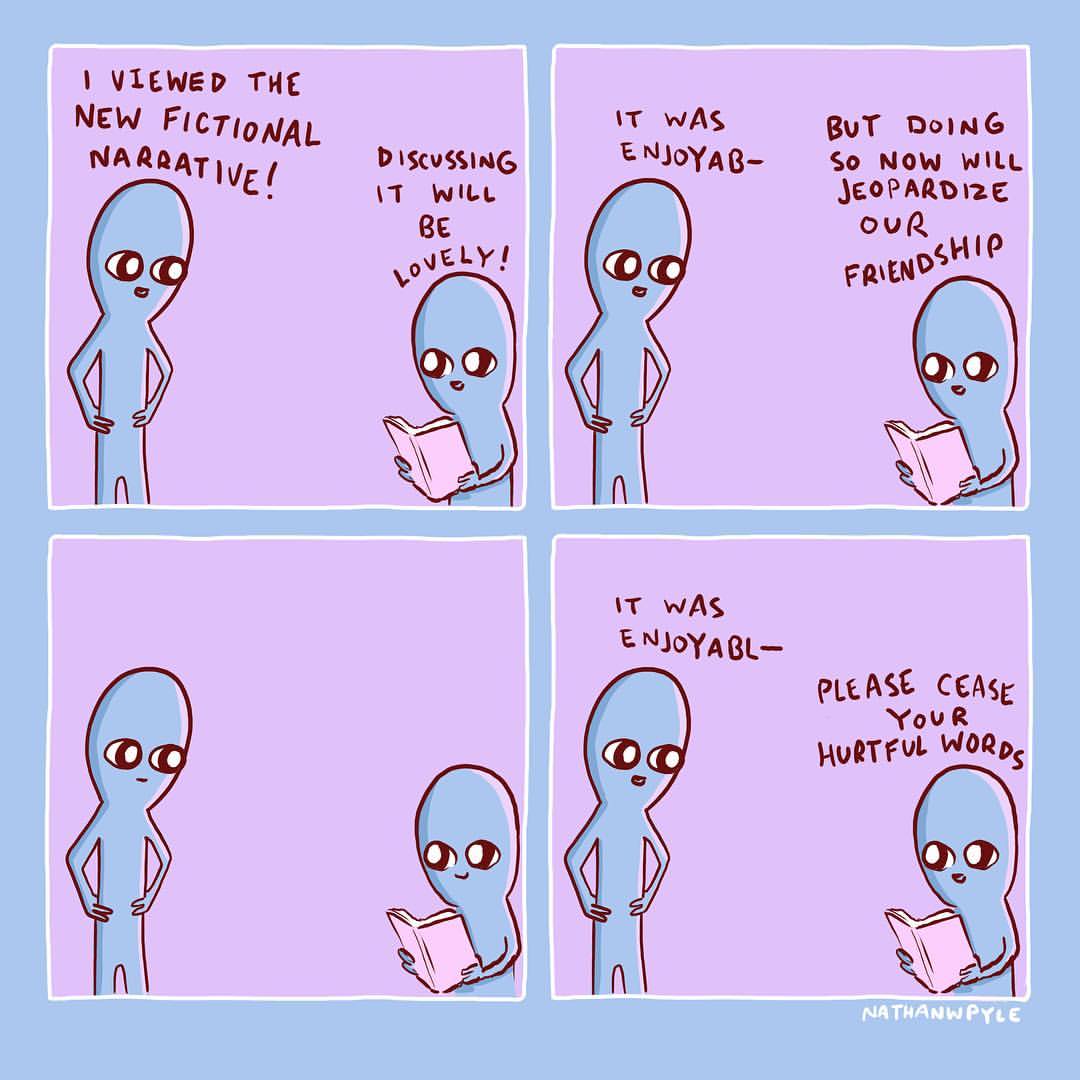 I VIEWED THE
NEW FICTIONAL
NARRATIVE!
DISCUSSING
IT WILL
BE
LOVELY!
IT WAS
ENJOYAB—
BUT DOING
SO NOW WILL
JEOPARDIZE
OUR
FRIENDSHIP
IT WAS
ENJOYABL—
PLEASE CEASE
YOUR
HURTFUL WORDS
NATHANWPYLE